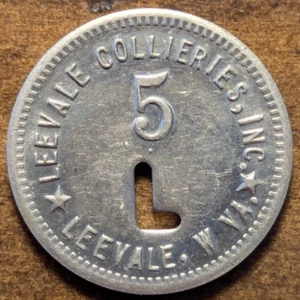 LEEVALE COLLIERIES, INC.
5
L
LEEVALE, W. VA.